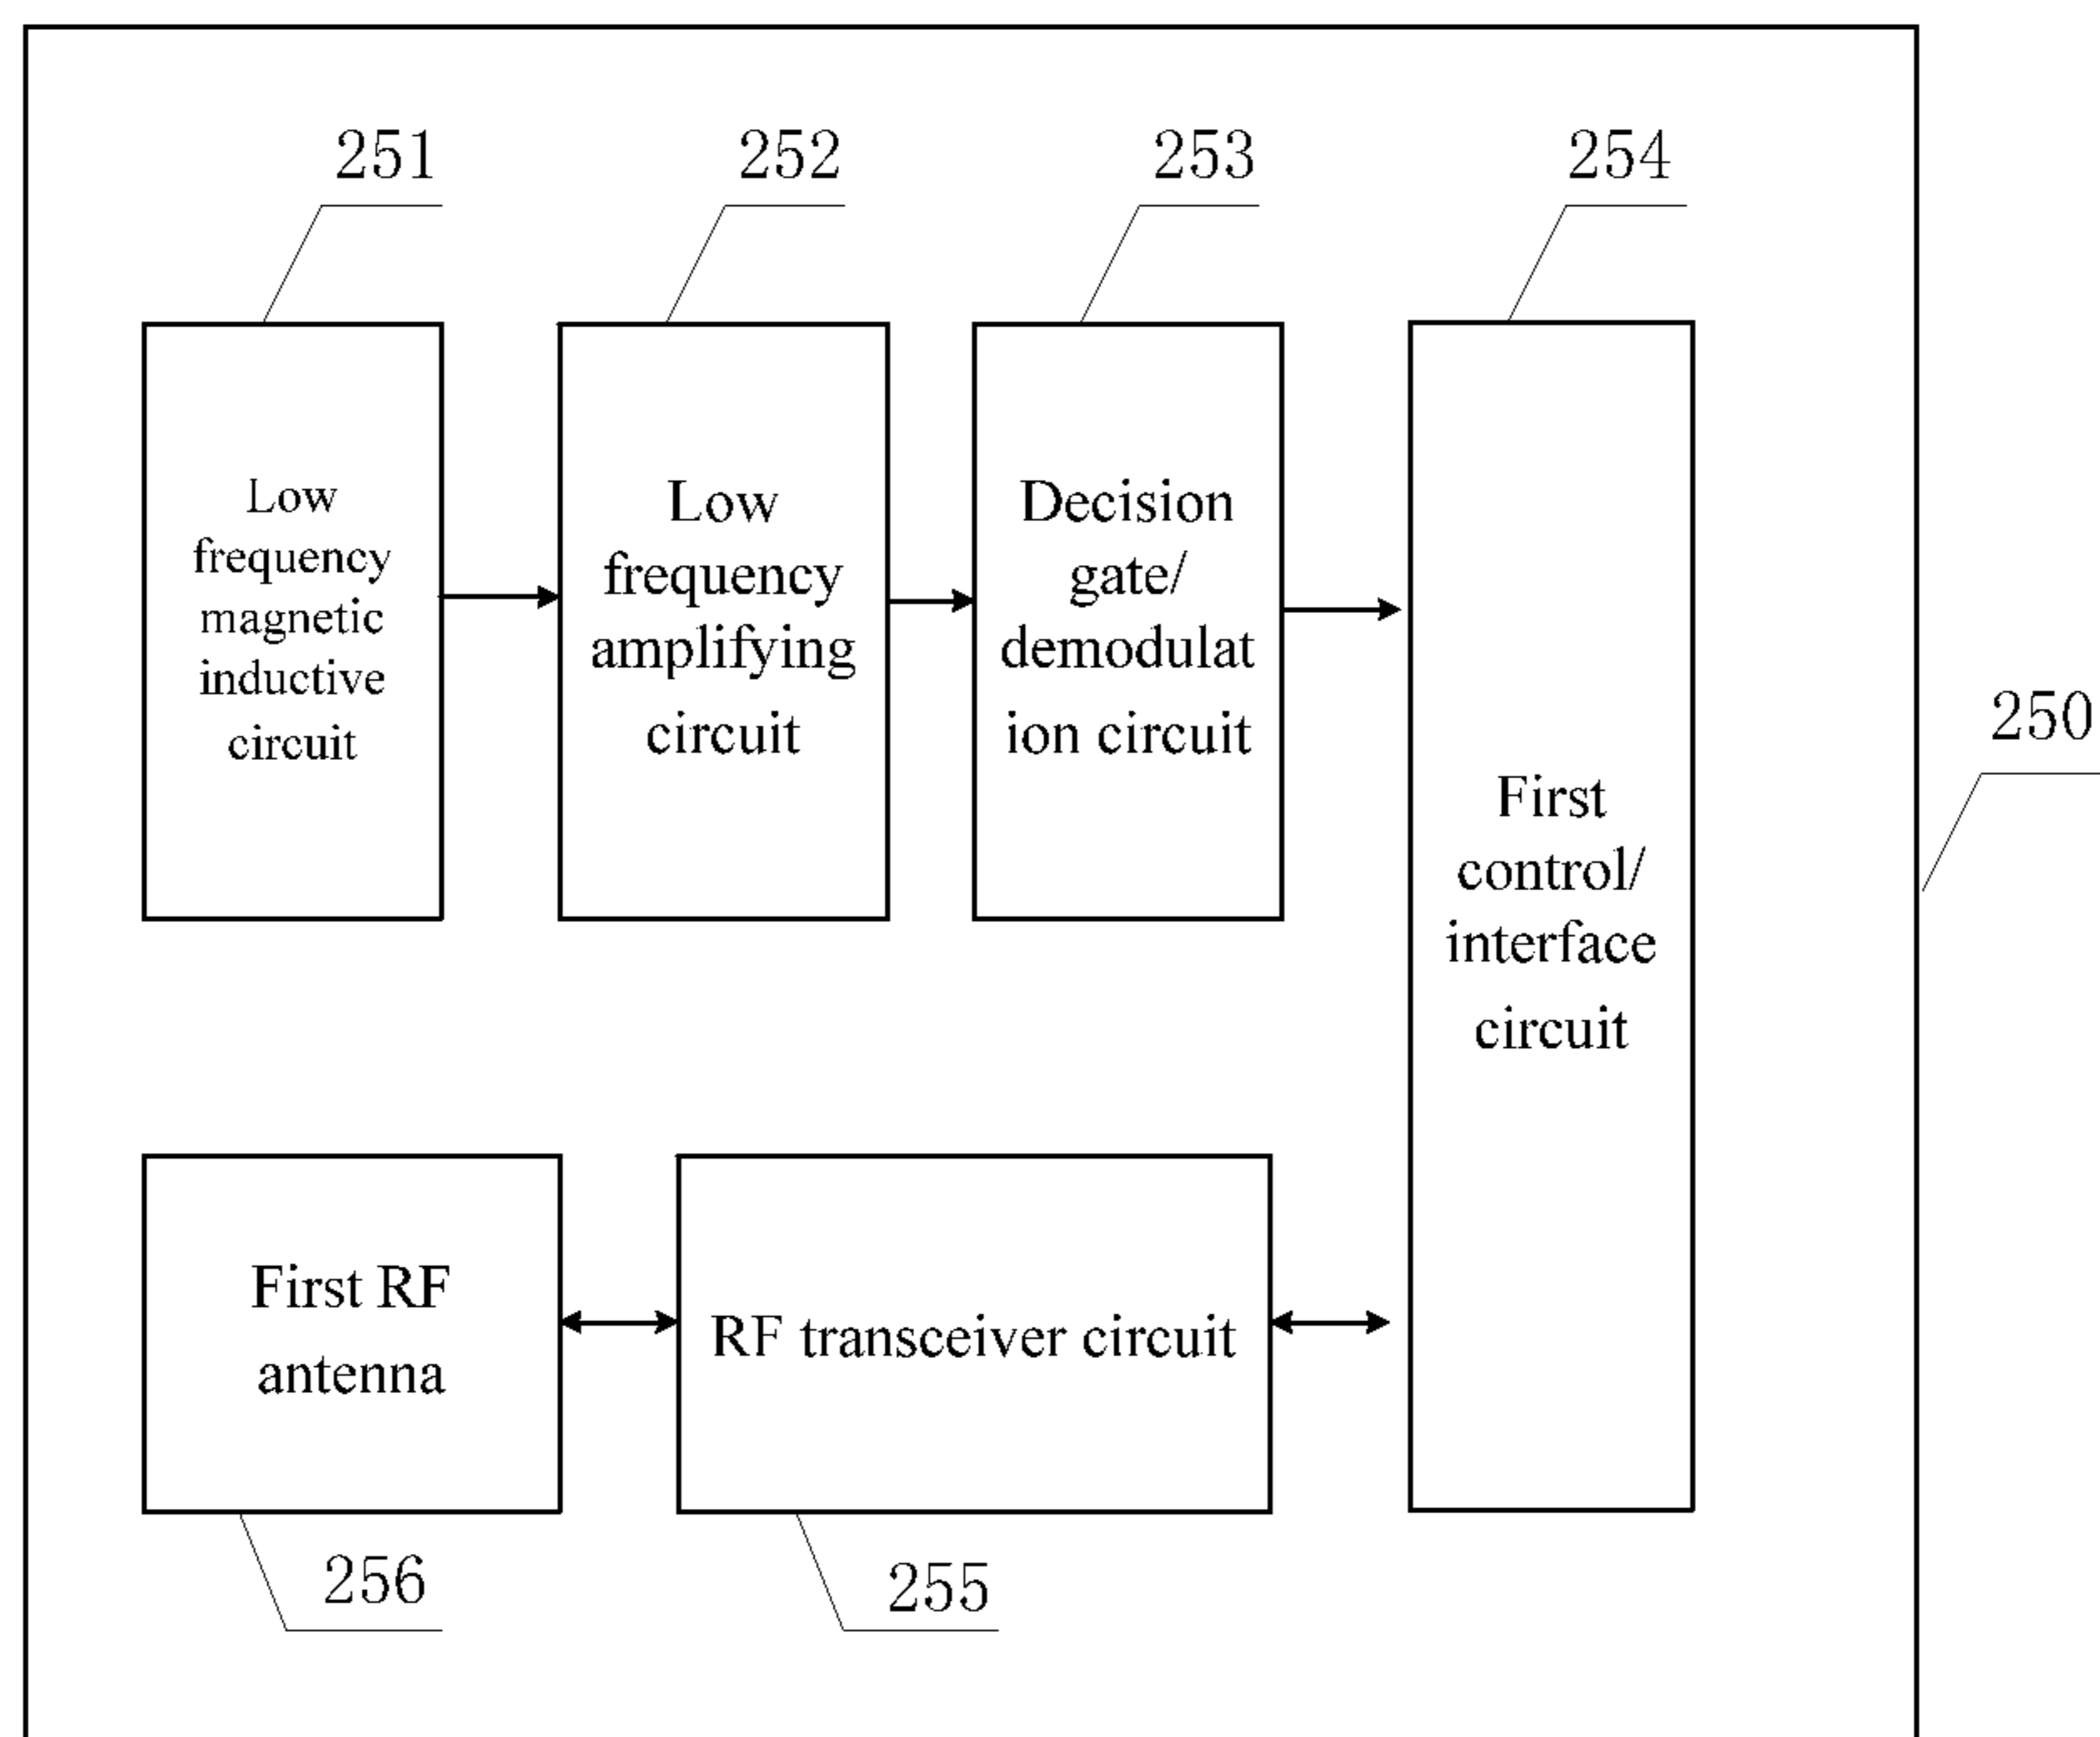 251
252
253
254
Low
frequency
magnetic
inductive
circuit
Low
frequency
amplifying
circuit
Decision
gate/
demodulat
ion circuit
First
control/
interface
circuit
250
First RF
antenna
RF transceiver circuit
256
255